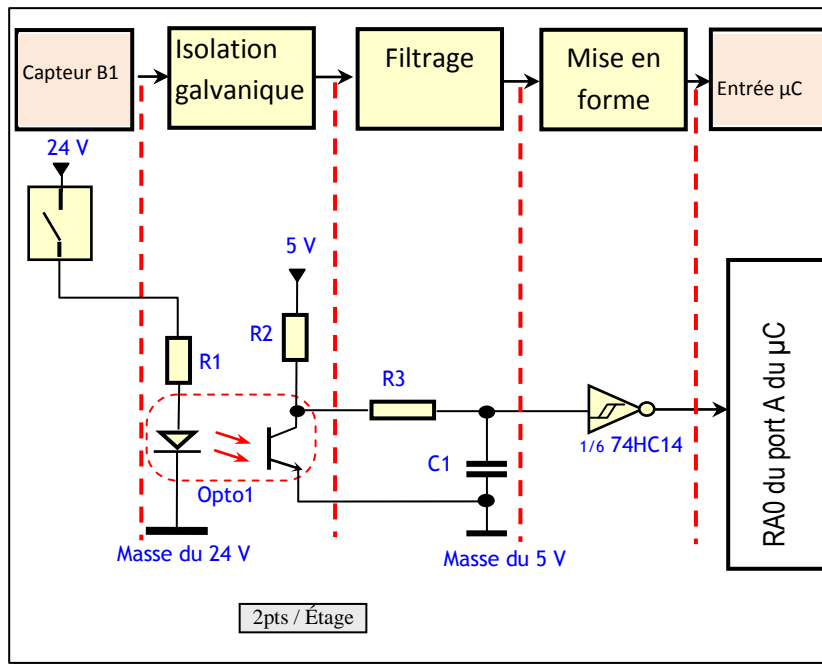 Capteur B1
Isolation
galvanique
Filtrage
Mise en
forme
Entrée µC
24 V
5 V
R1
R2
R3
C1
Opto1
1/6 74HC14
RA0 du port A du µC
Masse du 24 V
Masse du 5 V
2pts / Étage